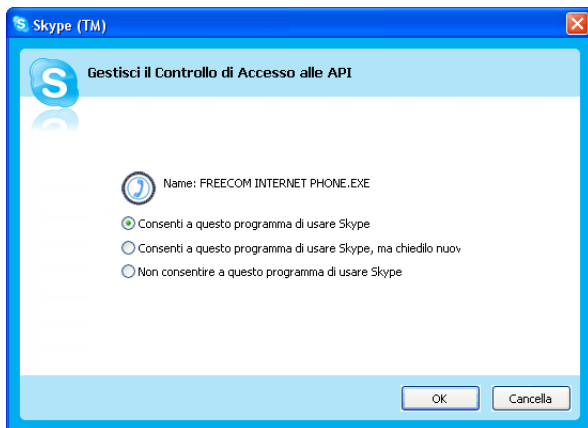 Skype (TM)
Gestisci il Controllo di Accesso alle API
Name: FREECOM INTERNET PHONE.EXE
Consenti a questo programma di usare Skype
Consenti a questo programma di usare Skype, ma chiedilo nuov
Non consentire a questo programma di usare Skype
OK
Cancella